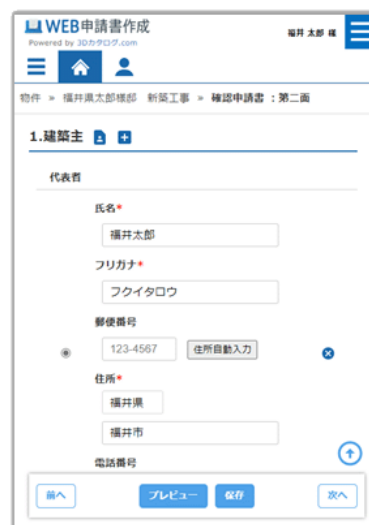 WEB申請書作成
Powered by 3Dカタログ.com
福井 太郎 様
物件 » 福井県太郎様邸 新築工事 » 確認申請書 ：第二面
1.建築主
代表者
氏名*
福井太郎
フリガナ*
フクイタロウ
郵便番号
123-4567 住所自動入力
住所*
福井県
福井市
電話番号
前へ プレビュー 保存 次へ